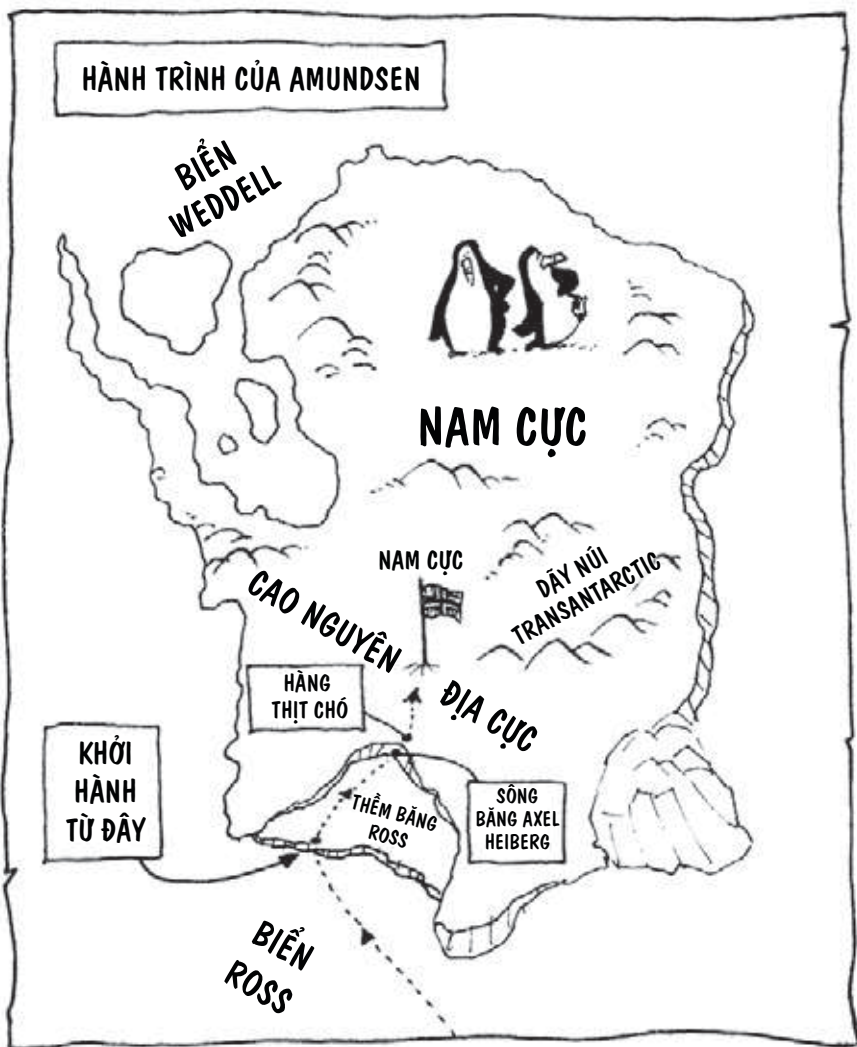 HÀNH TRÌNH CỦA AMUNDSEN
BIỂN
WEDDELL
NAM CỰC
NAM CỰC
DÃY NÚI
TRANSANTARCTIC
CAO NGUYÊN
ĐỊA CỰC
HÀNG
THỊT CHÓ
KHỞI
HÀNH
TỪ ĐÂY
THỀM BĂNG
ROSS
SÔNG
BĂNG AXEL
HEIBERG
BIỂN
ROSS